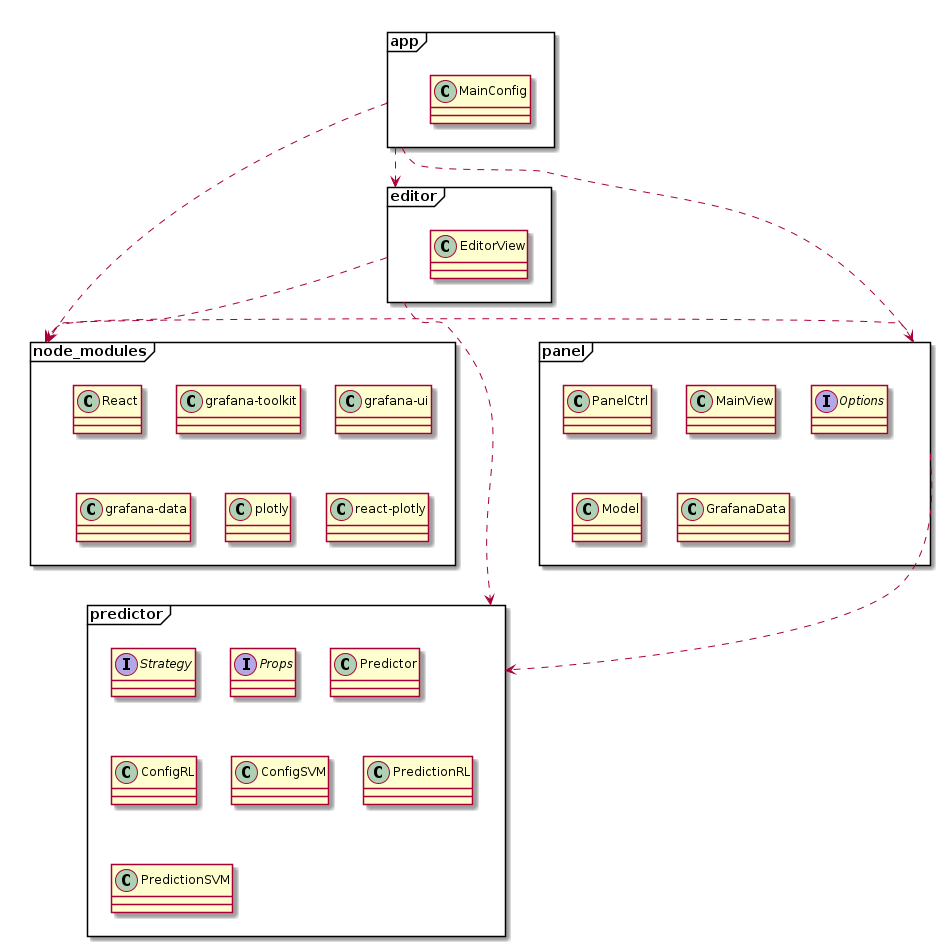 app
C MainConfig
editor
C EditorView
node_modules
C React
C grafana-toolkit
C grafana-ui
C grafana-data
C plotly
C react-plotly
panel
C PanelCtrl
C MainView
I Options
C Model
C GrafanaData
predictor
I Strategy
I Props
C Predictor
C ConfigRL
C ConfigSVM
C PredictionRL
C PredictionSVM